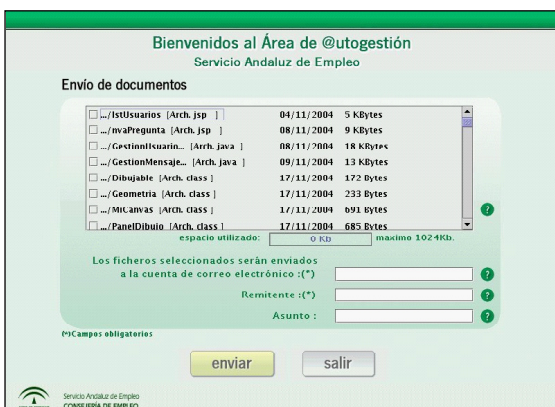 Bienvenidos al Área de @utogestión
Servicio Andaluz de Empleo
Envío de documentos
.../lstUsuarios [Arch. jsp ] 04/11/2004 5 KBytes
.../nvaPregunta [Arch. jsp ] 08/11/2004 9 KBytes
.../GestionUsuario... [Arch. java ] 08/11/2004 18 KBytes
.../GestionMensaje... [Arch. java ] 09/11/2004 13 KBytes
.../Dibujable [Arch. class ] 17/11/2004 172 Bytes
.../Geometria [Arch. class ] 17/11/2004 233 Bytes
.../MiCanvas [Arch. class ] 17/11/2004 691 Bytes
.../PanelDibujo [Arch. class ] 17/11/2004 685 Bytes
espacio utilizado: 0 Kb maximo 1024Kb.
Los ficheros seleccionados serán enviados
a la cuenta de correo electrónico :(*)
Remitente :(*)
Asunto :
(*)Campos obligatorios
enviar salir
Servicio Andaluz de Empleo
CONSEJERÍA DE EMPLEO